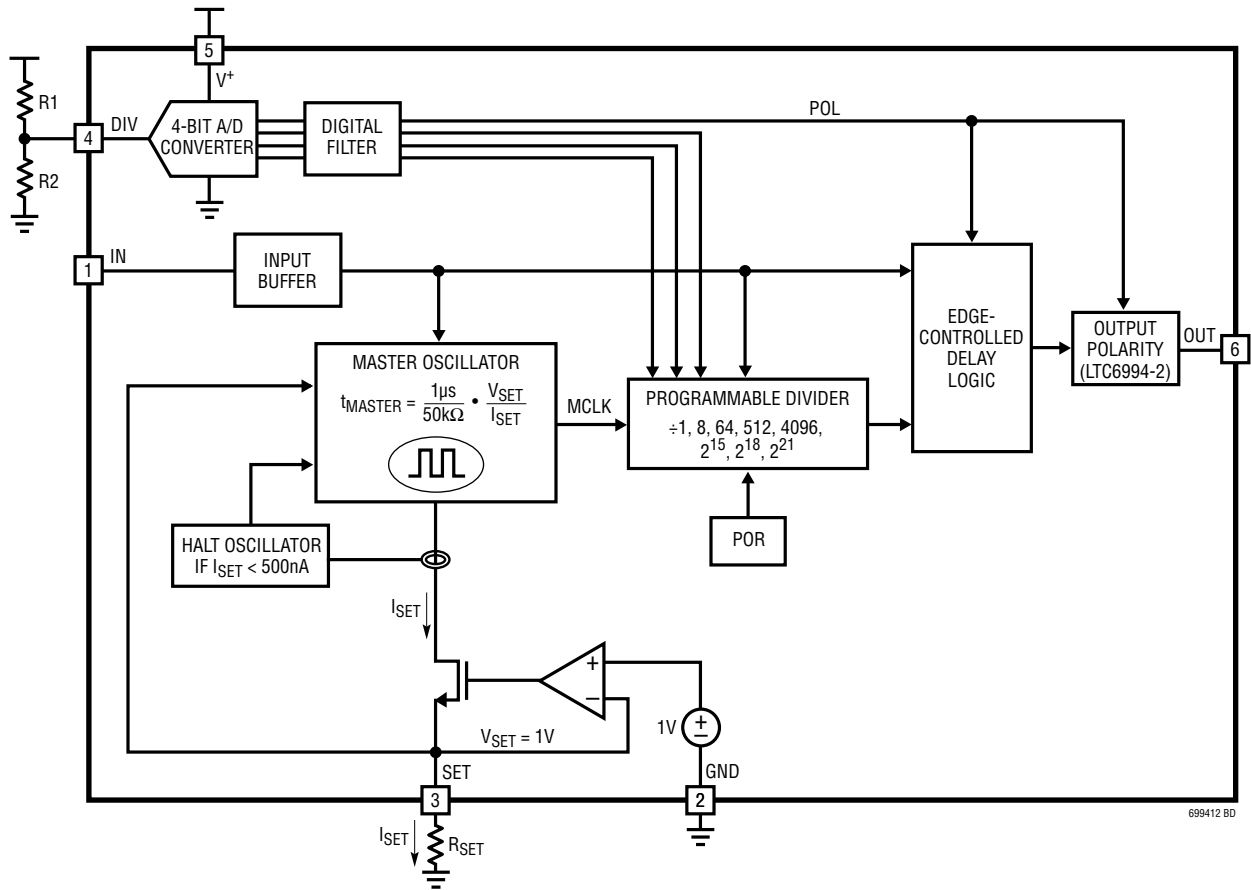 5
V+
R1
4
DIV
4-BIT A/D
CONVERTER
DIGITAL
FILTER
POL
R2
1
IN
INPUT
BUFFER
EDGE-
CONTROLLED
DELAY
LOGIC
OUTPUT
POLARITY
(LTC6994-2)
OUT
6
MASTER OSCILLATOR
tMASTER = 1µs/50kΩ • VSET/ISET
MCLK
PROGRAMMABLE DIVIDER
÷1, 8, 64, 512, 4096,
2^15, 2^18, 2^21
POR
HALT OSCILLATOR
IF ISET < 500nA
ISET
+
−
1V
+
−
VSET = 1V
SET
GND
3
2
699412 BD
ISET
RSET